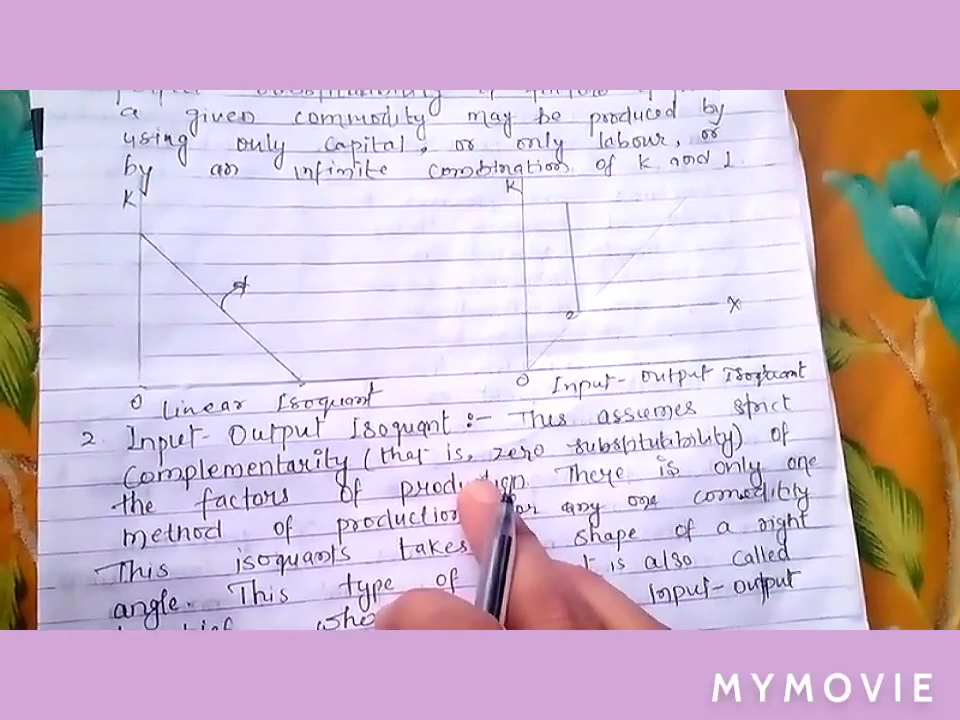 a given commodity may be produced by
using only capital, or only labour, or
by an infinite combination of K and L
K
K
X
O
O
Linear Isoquant
Input-Output Isoquant
2. Input-Output Isoquant :- This assumes strict
Complementarity (that is, zero substitutability) of
the factors of production. There is only one
method of production any one comodity
This isoquants takes shape of a right
angle. This type of is also called
Input-output
MYMOVIE